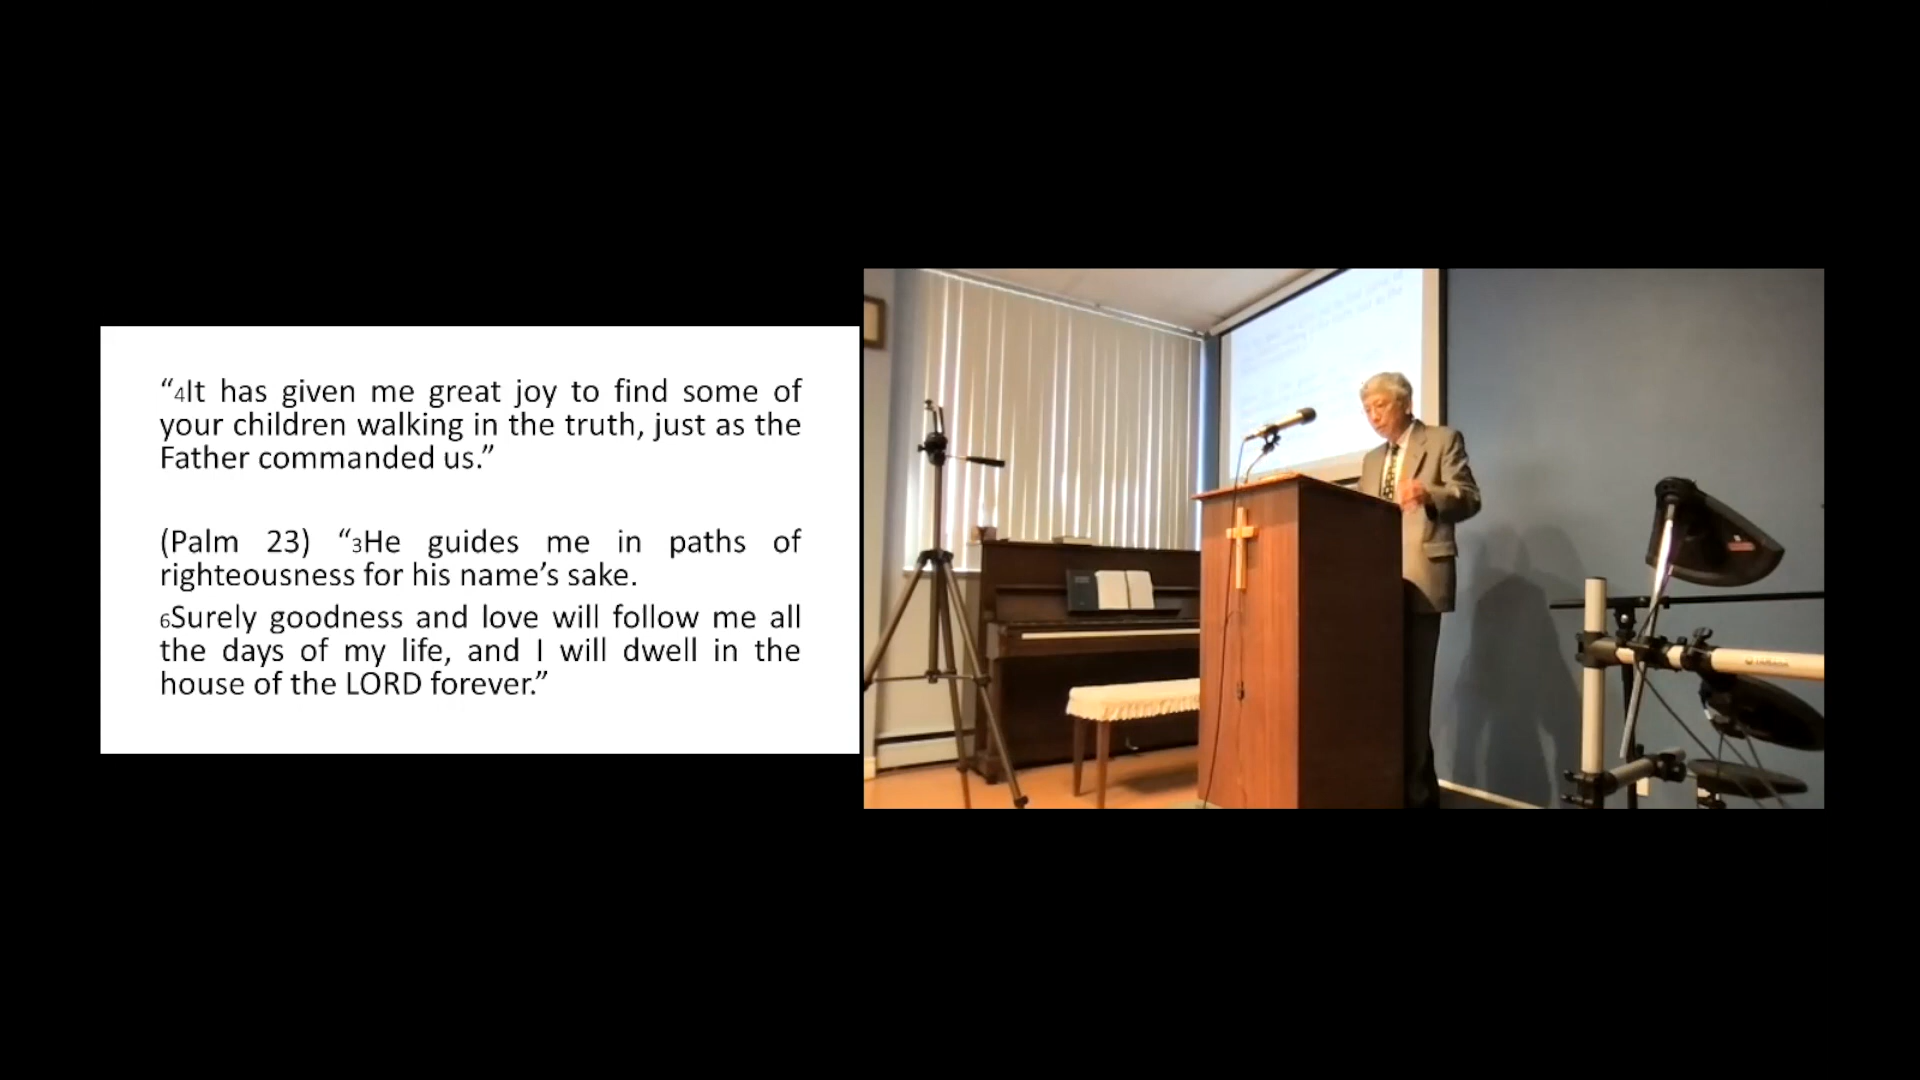 “4It has given me great joy to find some of
your children walking in the truth, just as the
Father commanded us.”
(Palm 23) “3He guides me in paths of
righteousness for his name’s sake.
6Surely goodness and love will follow me all
the days of my life, and I will dwell in the
house of the LORD forever.”